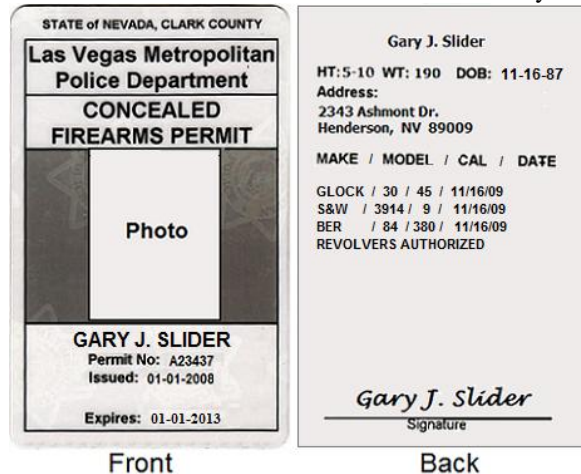 STATE of NEVADA, CLARK COUNTY
Las Vegas Metropolitan
Police Department
CONCEALED
FIREARMS PERMIT
Photo
GARY J. SLIDER
Permit No: A23437
Issued: 01-01-2008
Expires: 01-01-2013
Front
Gary J. Slider
HT:5-10 WT: 190 DOB: 11-16-87
Address:
2343 Ashmont Dr.
Henderson, NV 89009
MAKE / MODEL / CAL / DATE
GLOCK / 30 / 45 / 11/16/09
S&W / 3914 / 9 / 11/16/09
BER / 84 / 380 / 11/16/09
REVOLVERS AUTHORIZED
Gary J. Slider
Signature
Back